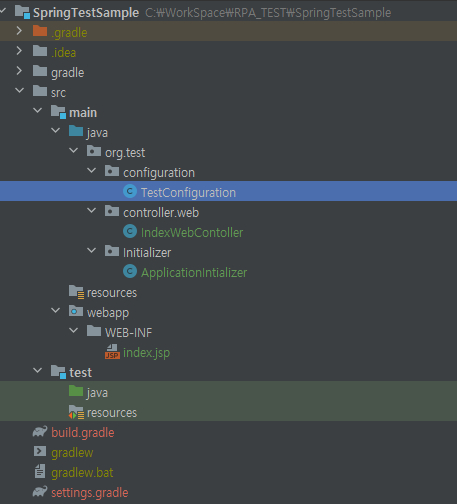 SpringTestSample C:₩WorkSpace₩RPA_TEST₩SpringTestSample
.gradle
.idea
gradle
src
main
java
org.test
configuration
TestConfiguration
controller.web
IndexWebContoller
Initializer
ApplicationIntializer
resources
webapp
WEB-INF
index.jsp
test
java
resources
build.gradle
gradlew
gradlew.bat
settings.gradle